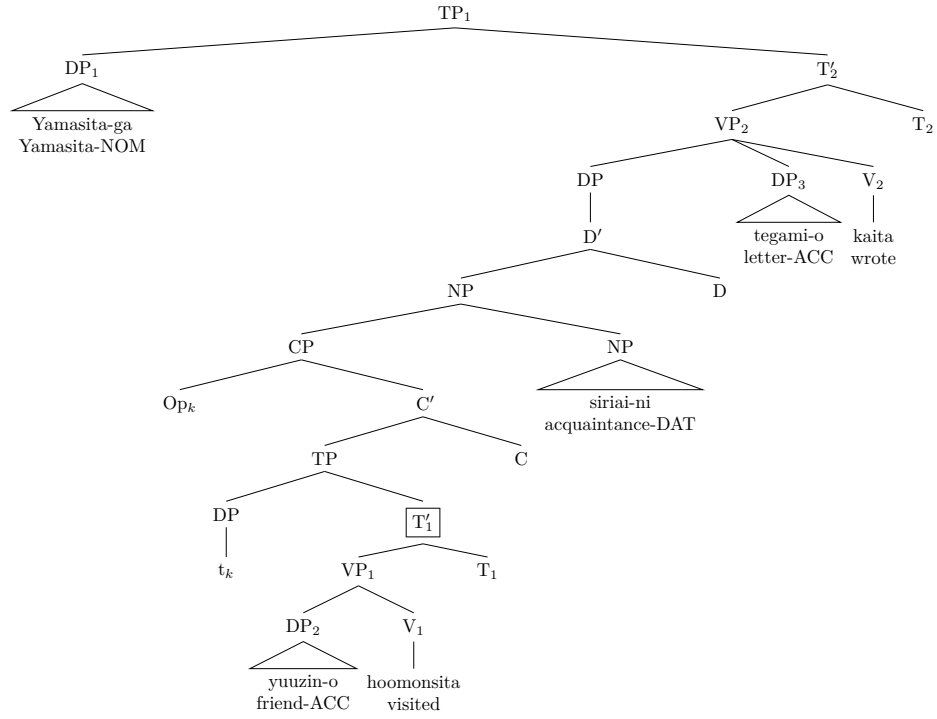 TP₁
DP₁ T′₂
Yamasita-ga
Yamasita-NOM
VP₂ T₂
DP DP₃ V₂
tegami-o kaita
letter-ACC wrote
D′
NP D
CP NP
siriai-ni
acquaintance-DAT
Opₖ C′
TP C
DP T′₁
tₖ VP₁ T₁
DP₂ V₁
yuuzin-o hoomonsita
friend-ACC visited